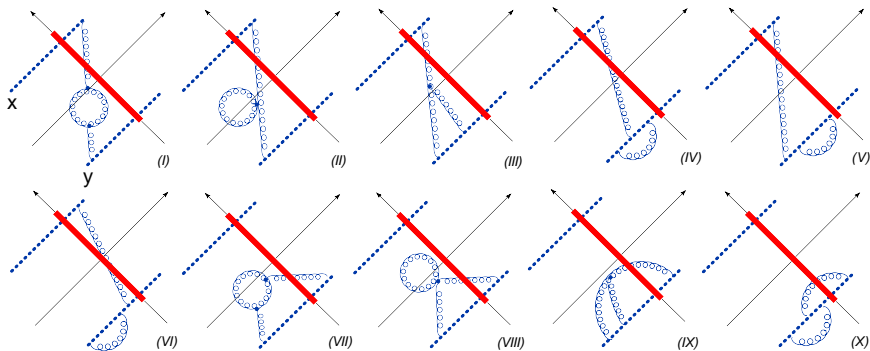 x
y
(I)
(II)
(III)
(IV)
(V)
(VI)
(VII)
(VIII)
(IX)
(X)